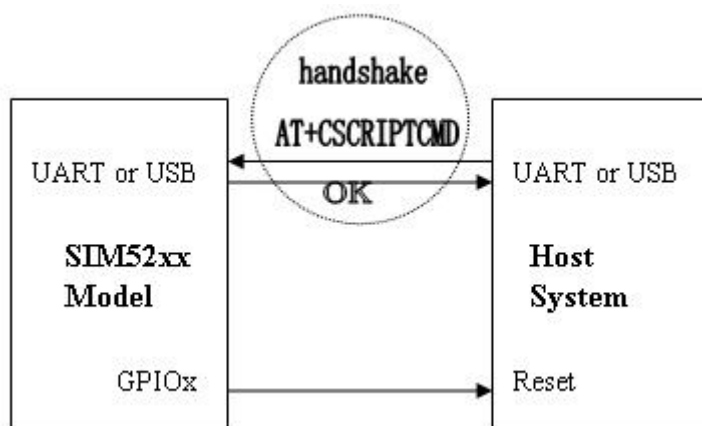 handshake
AT+CSCRIPTCMD
UART or USB
OK
UART or USB
SIM52xx
Model
Host
System
GPIOx
Reset